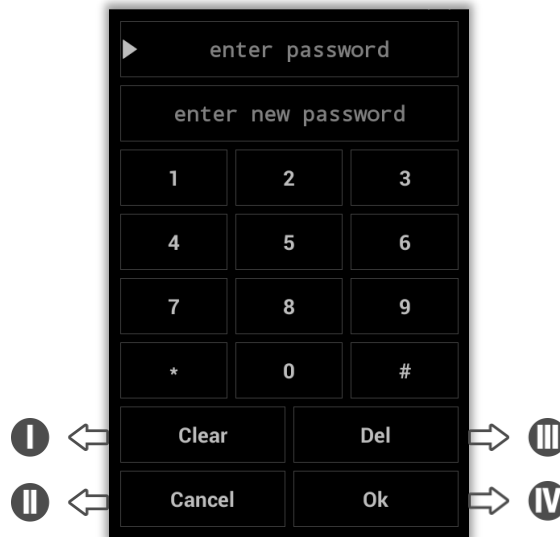 enter password
enter new password
1 2 3
4 5 6
7 8 9
* 0 #
I Clear Del III
II Cancel Ok IV